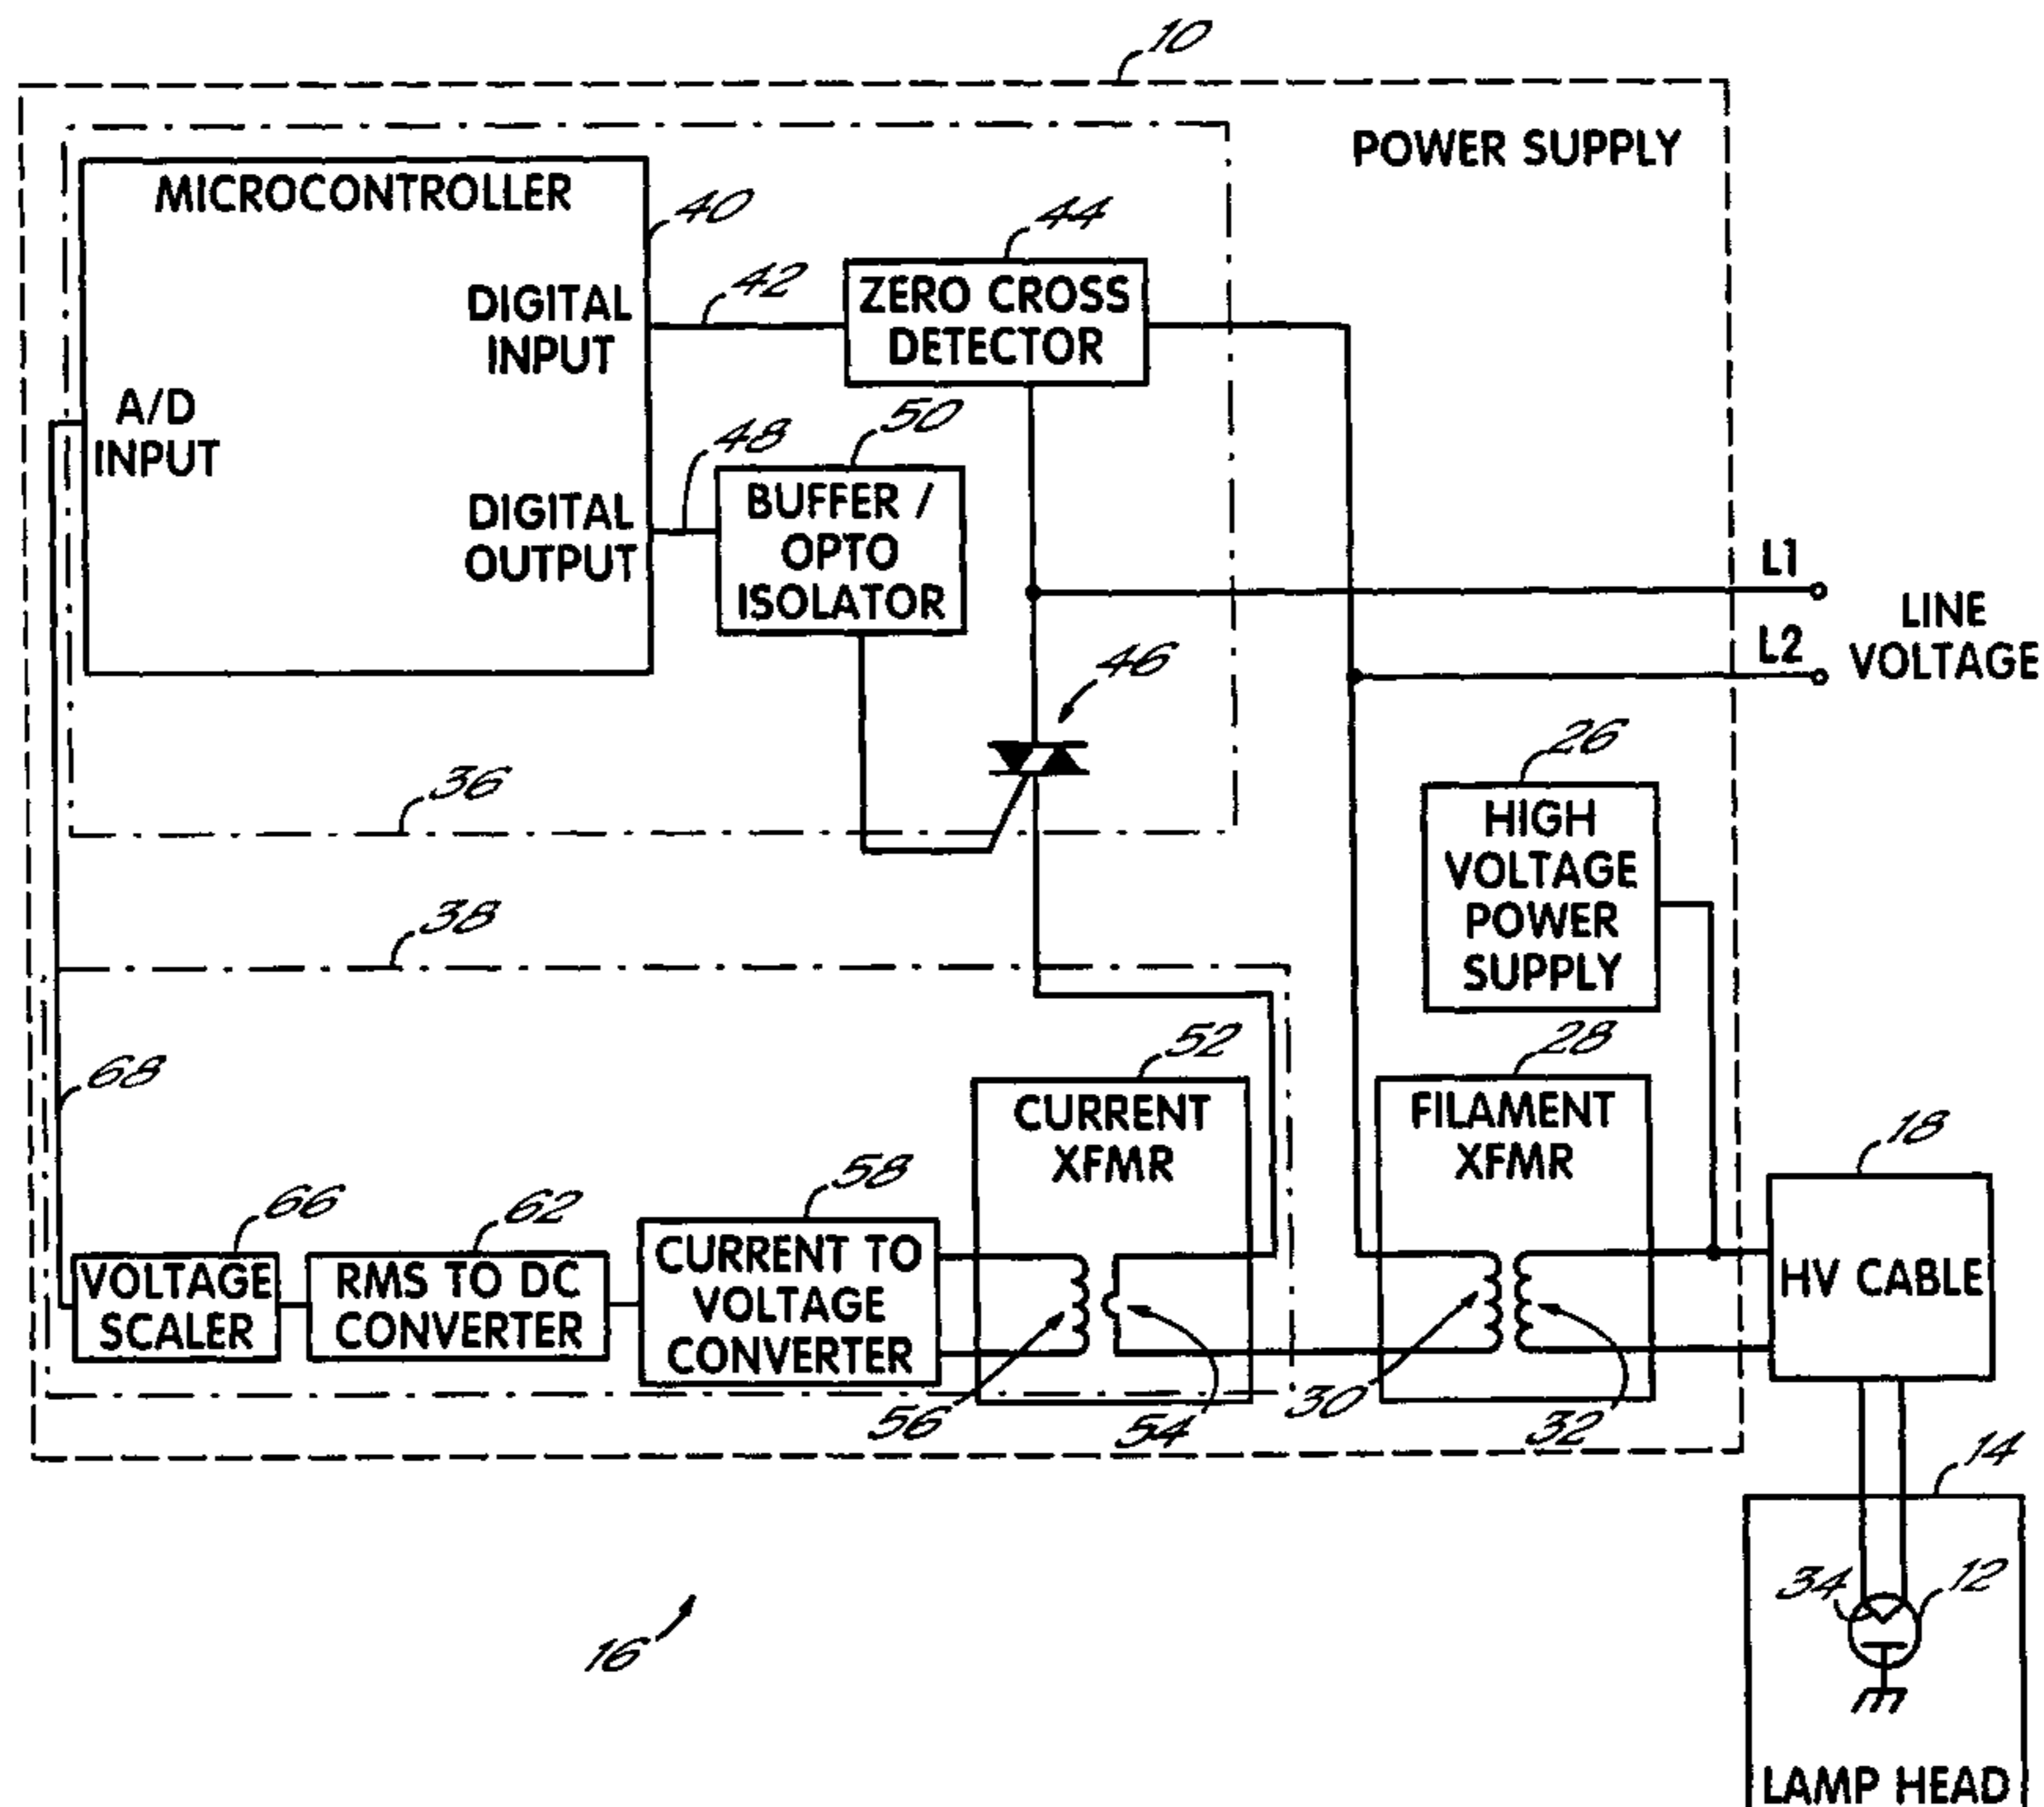 10
POWER SUPPLY
MICROCONTROLLER
40
44
42
ZERO CROSS
DETECTOR
DIGITAL
INPUT
A/D
INPUT
50
48
BUFFER /
OPTO
ISOLATOR
DIGITAL
OUTPUT
L1
L2
LINE
VOLTAGE
46
36
26
HIGH
VOLTAGE
POWER
SUPPLY
38
68
52
CURRENT
XFMR
28
FILAMENT
XFMR
18
HV CABLE
66
VOLTAGE
SCALER
62
RMS TO DC
CONVERTER
58
CURRENT TO
VOLTAGE
CONVERTER
56
54
30
32
14
34
12
16
LAMP HEAD